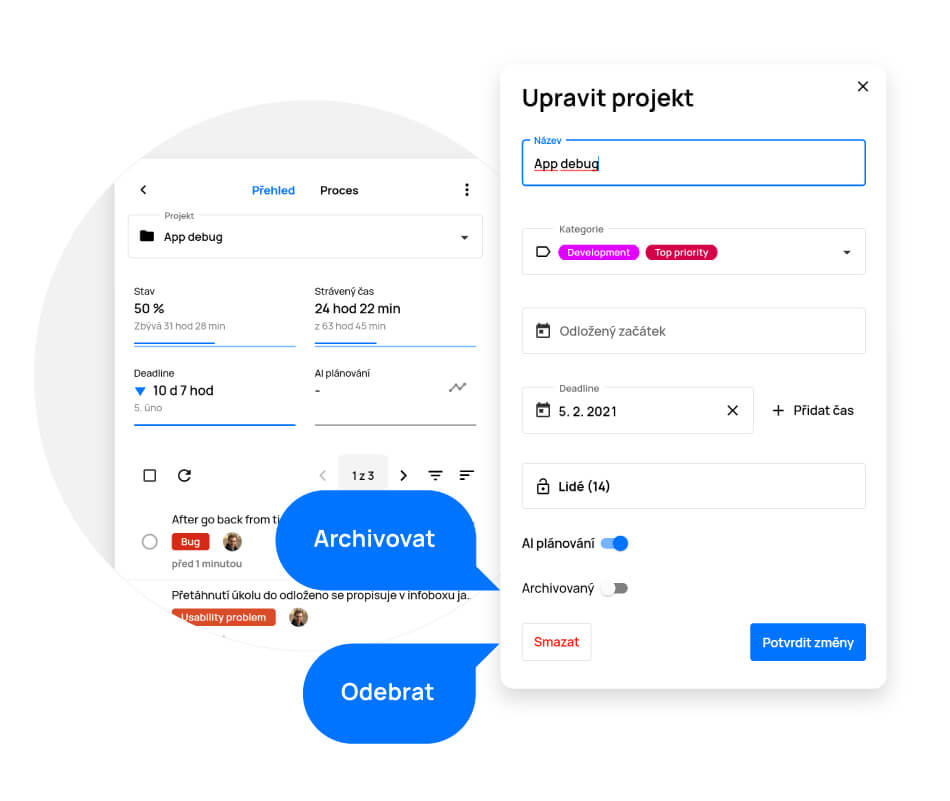 Přehled
Proces
Projekt
App debug
Stav
50 %
Zbývá 31 hod 28 min
Strávený čas
24 hod 22 min
z 63 hod 45 min
Deadline
10 d 7 hod
5. úno
AI plánování
-
1 z 3
After go back from ti
Bug
před 1 minutou
Přetáhnutí úkolu do odloženo se propisuje v infoboxu ja..
Usability problem
Archivovat
Odebrat
Upravit projekt
Název
App debug
Kategorie
Development
Top priority
Odložený začátek
Deadline
5. 2. 2021
Přidat čas
Lidé (14)
AI plánování
Archivovaný
Smazat
Potvrdit změny